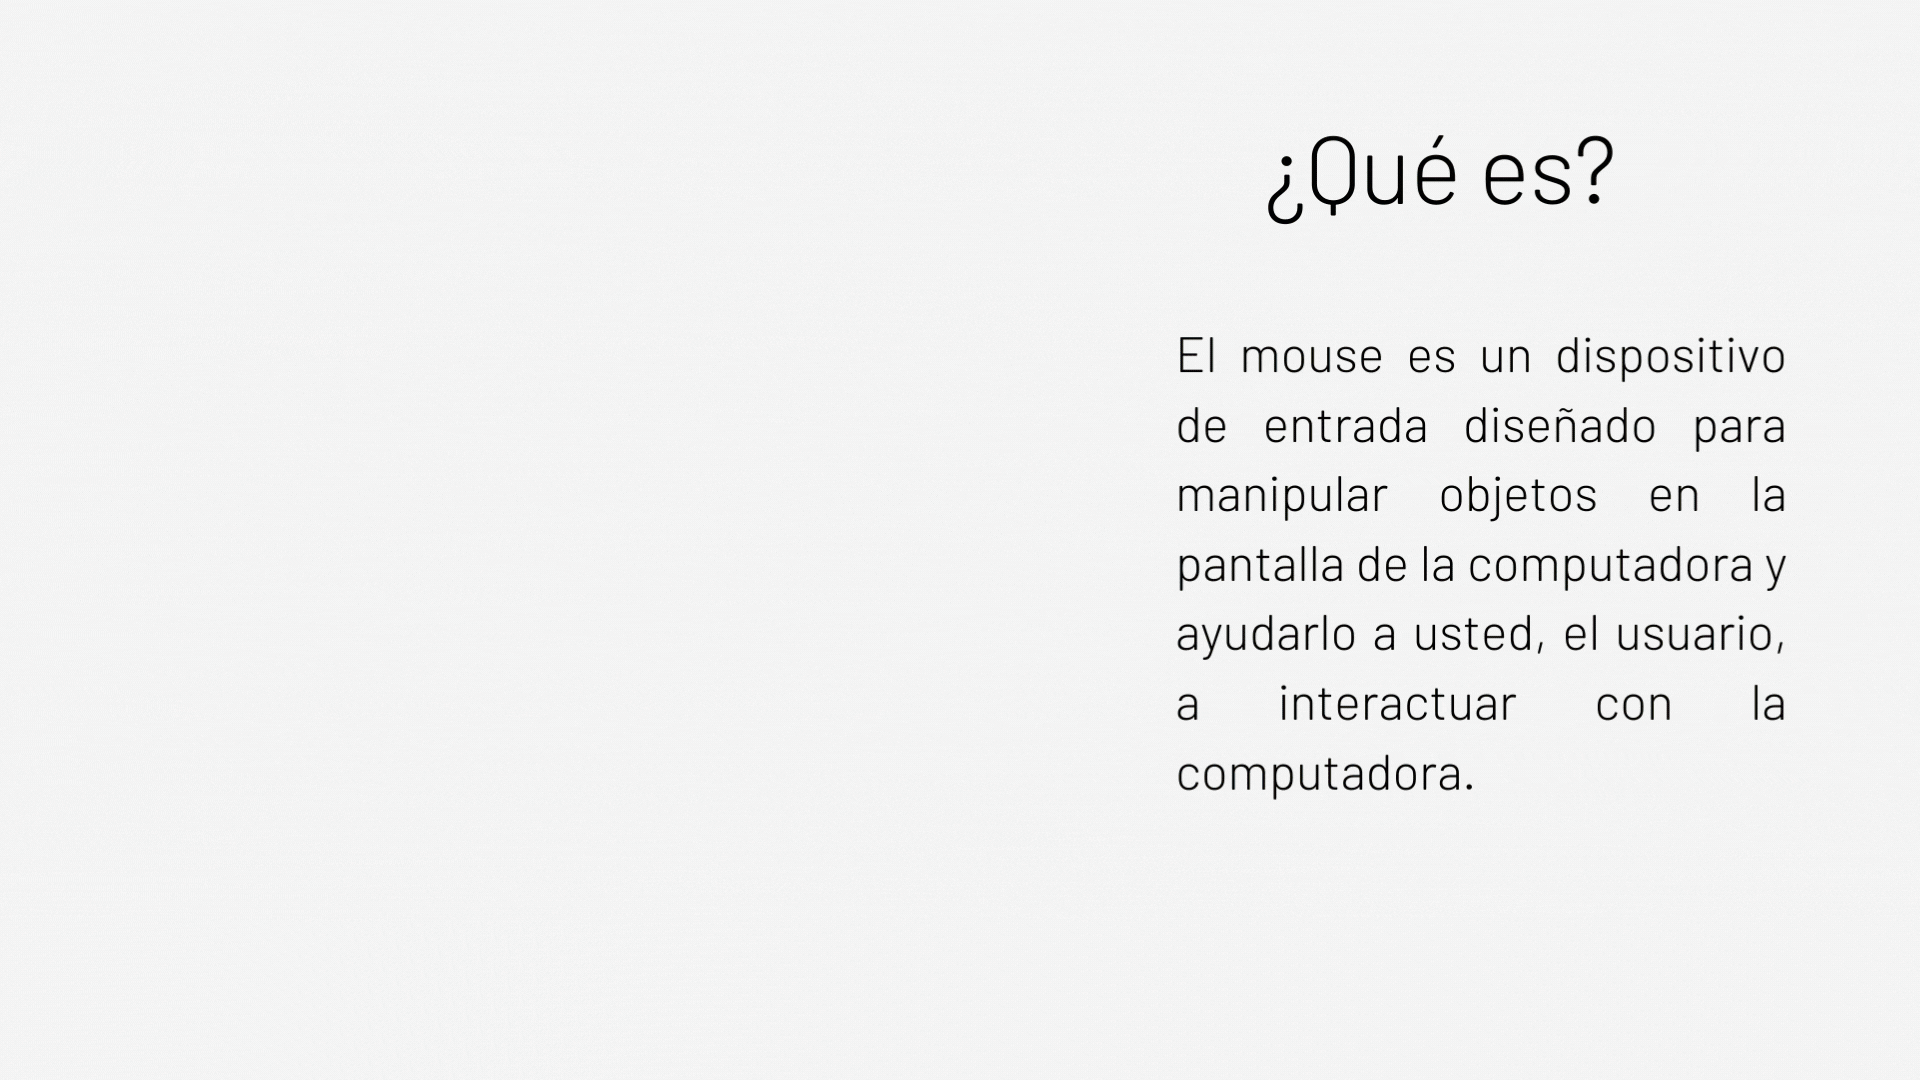 ¿Qué es?
El mouse es un dispositivo
de entrada diseñado para
manipular objetos en la
pantalla de la computadora y
ayudarlo a usted, el usuario,
a interactuar con la
computadora.